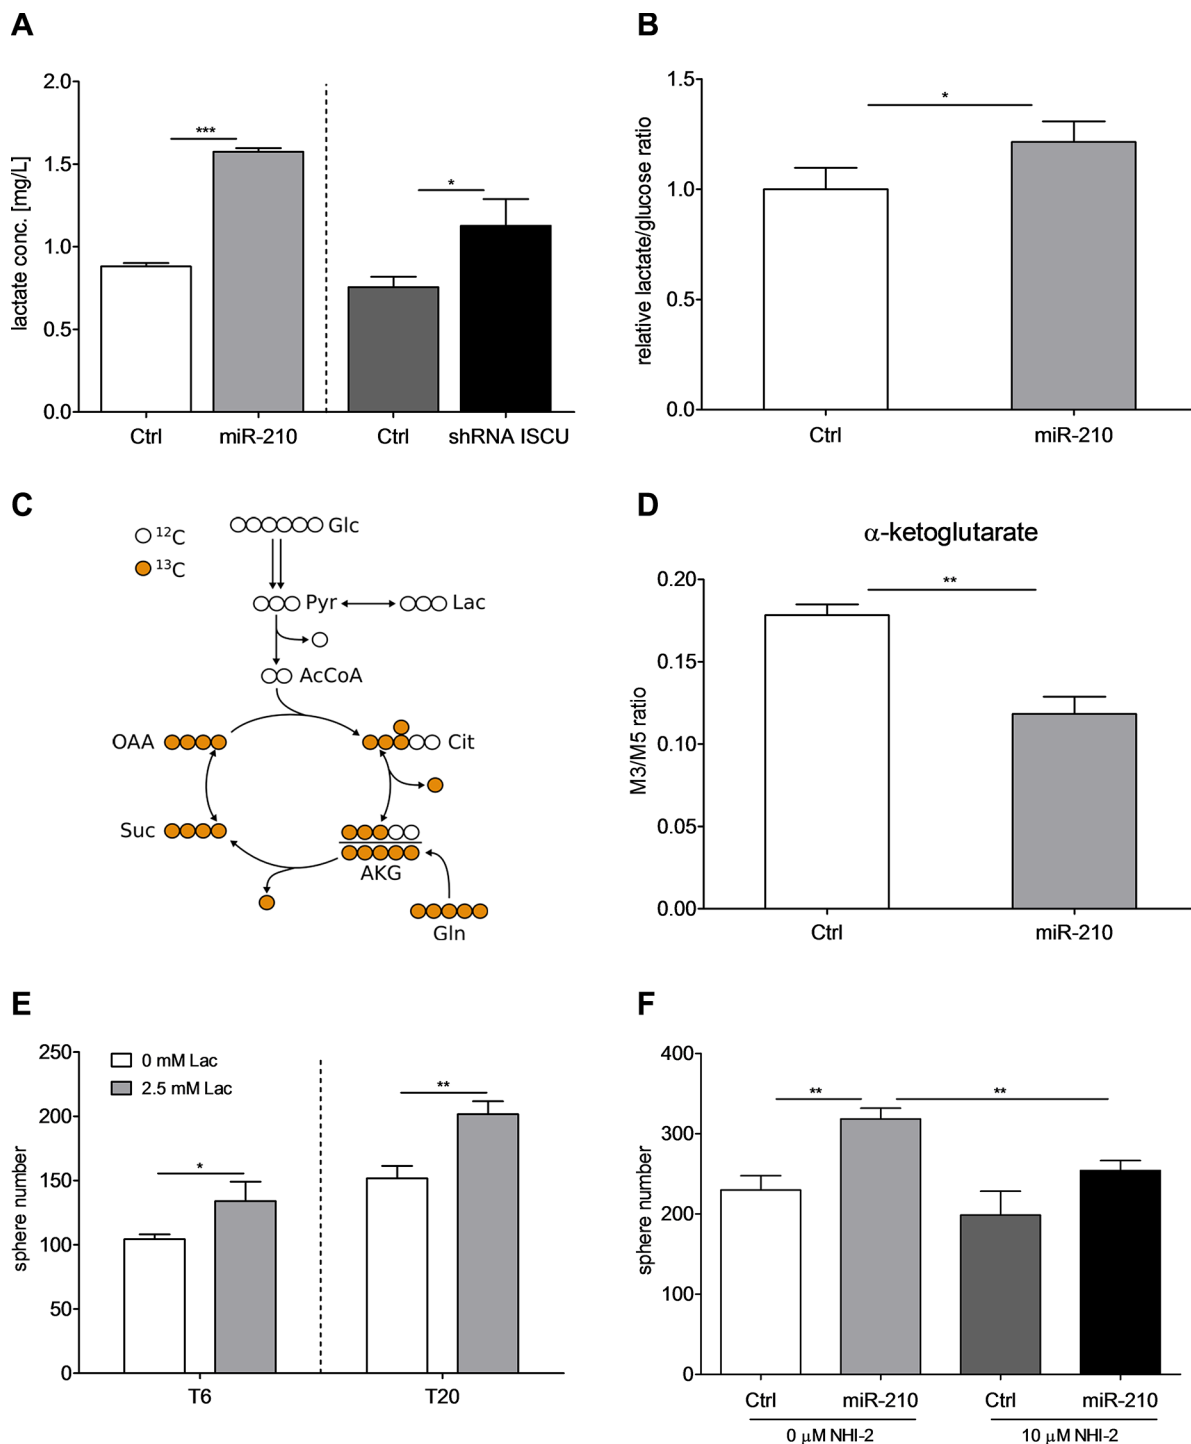 A
lactate conc. [mg/L]
2.0
1.5
1.0
0.5
0.0
***
*
Ctrl
miR-210
Ctrl
shRNA ISCU
B
relative lactate/glucose ratio
1.5
1.0
0.5
0.0
*
Ctrl
miR-210
C
12C
13C
Glc
Pyr
Lac
AcCoA
OAA
Cit
Suc
AKG
Gln
D
α-ketoglutarate
M3/M5 ratio
0.20
0.15
0.10
0.05
0.00
**
Ctrl
miR-210
E
sphere number
250
200
150
100
50
0
0 mM Lac
2.5 mM Lac
*
**
T6
T20
F
sphere number
400
300
200
100
0
**
**
Ctrl
miR-210
Ctrl
miR-210
0 μM NHI-2
10 μM NHI-2